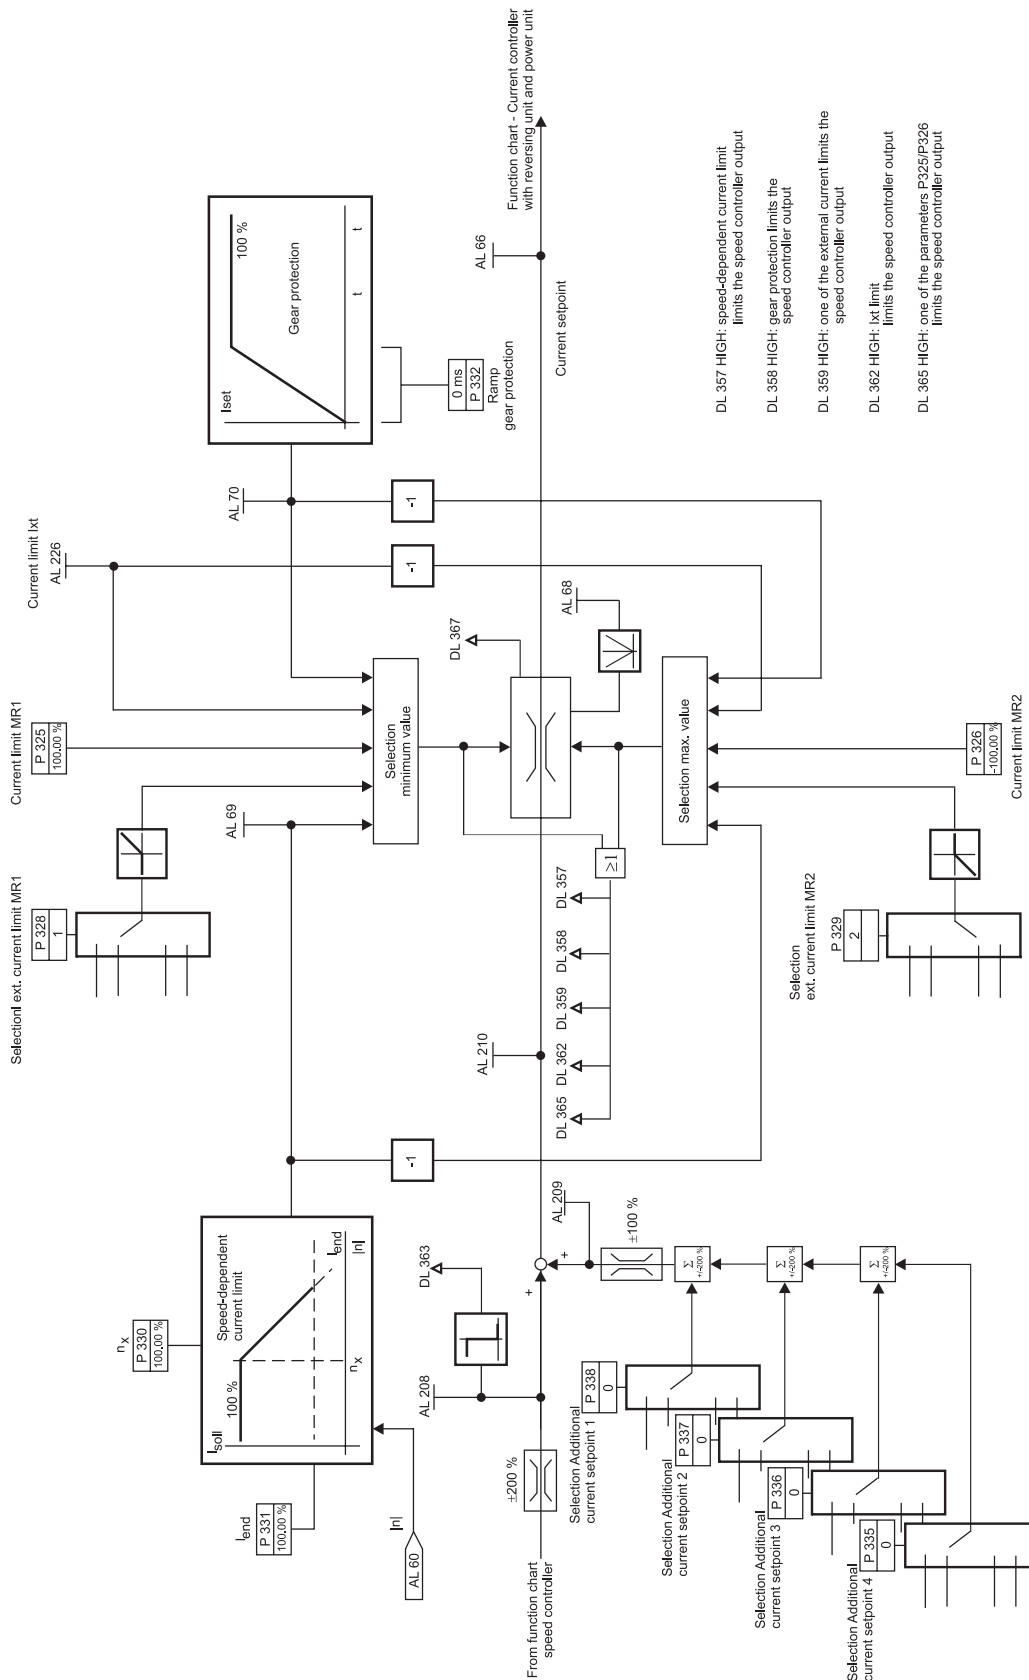 Selectionl ext. current limit MR1
P 328
1
Current limit MR1
P 325
100.00 %
Current limit Ixt
AL 226
AL 69
AL 70
n x
P 330
100.00 %
I end
P 331
100.00 %
I soll
Speed-dependent
current limit
100 %
n x
I end
|n|
AL 60
|n|
Iset
100 %
Gear protection
t
t
0 ms
P 332
Ramp
gear protection
-1
-1
-1
Selection
minimum value
DL 367
AL 68
Selection max. value
≥1
DL 357
DL 358
DL 359
DL 362
DL 365
AL 210
AL 66
Current setpoint
Function chart - Current controller
with reversing unit and power unit
From function chart
speed controller
±200 %
AL 208
DL 363
+
+
AL 209
±100 %
Σ
+/-200 %
Σ
+/-200 %
Σ
+/-200 %
Selection Additional
current setpoint 1
P 338
0
Selection Additional
current setpoint 2
P 337
0
Selection Additional
current setpoint 3
P 336
0
Selection Additional
current setpoint 4
P 335
0
Selection
ext. current limit MR2
P 329
2
P 326
-100.00 %
Current limit MR2
DL 357 HIGH: speed-dependent current limit
limits the speed controller output
DL 358 HIGH: gear protection limits the
speed controller output
DL 359 HIGH: one of the external current limits the
speed controller output
DL 362 HIGH: Ixt limit
limits the speed controller output
DL 365 HIGH: one of the parameters P325/P326
limits the speed controller output